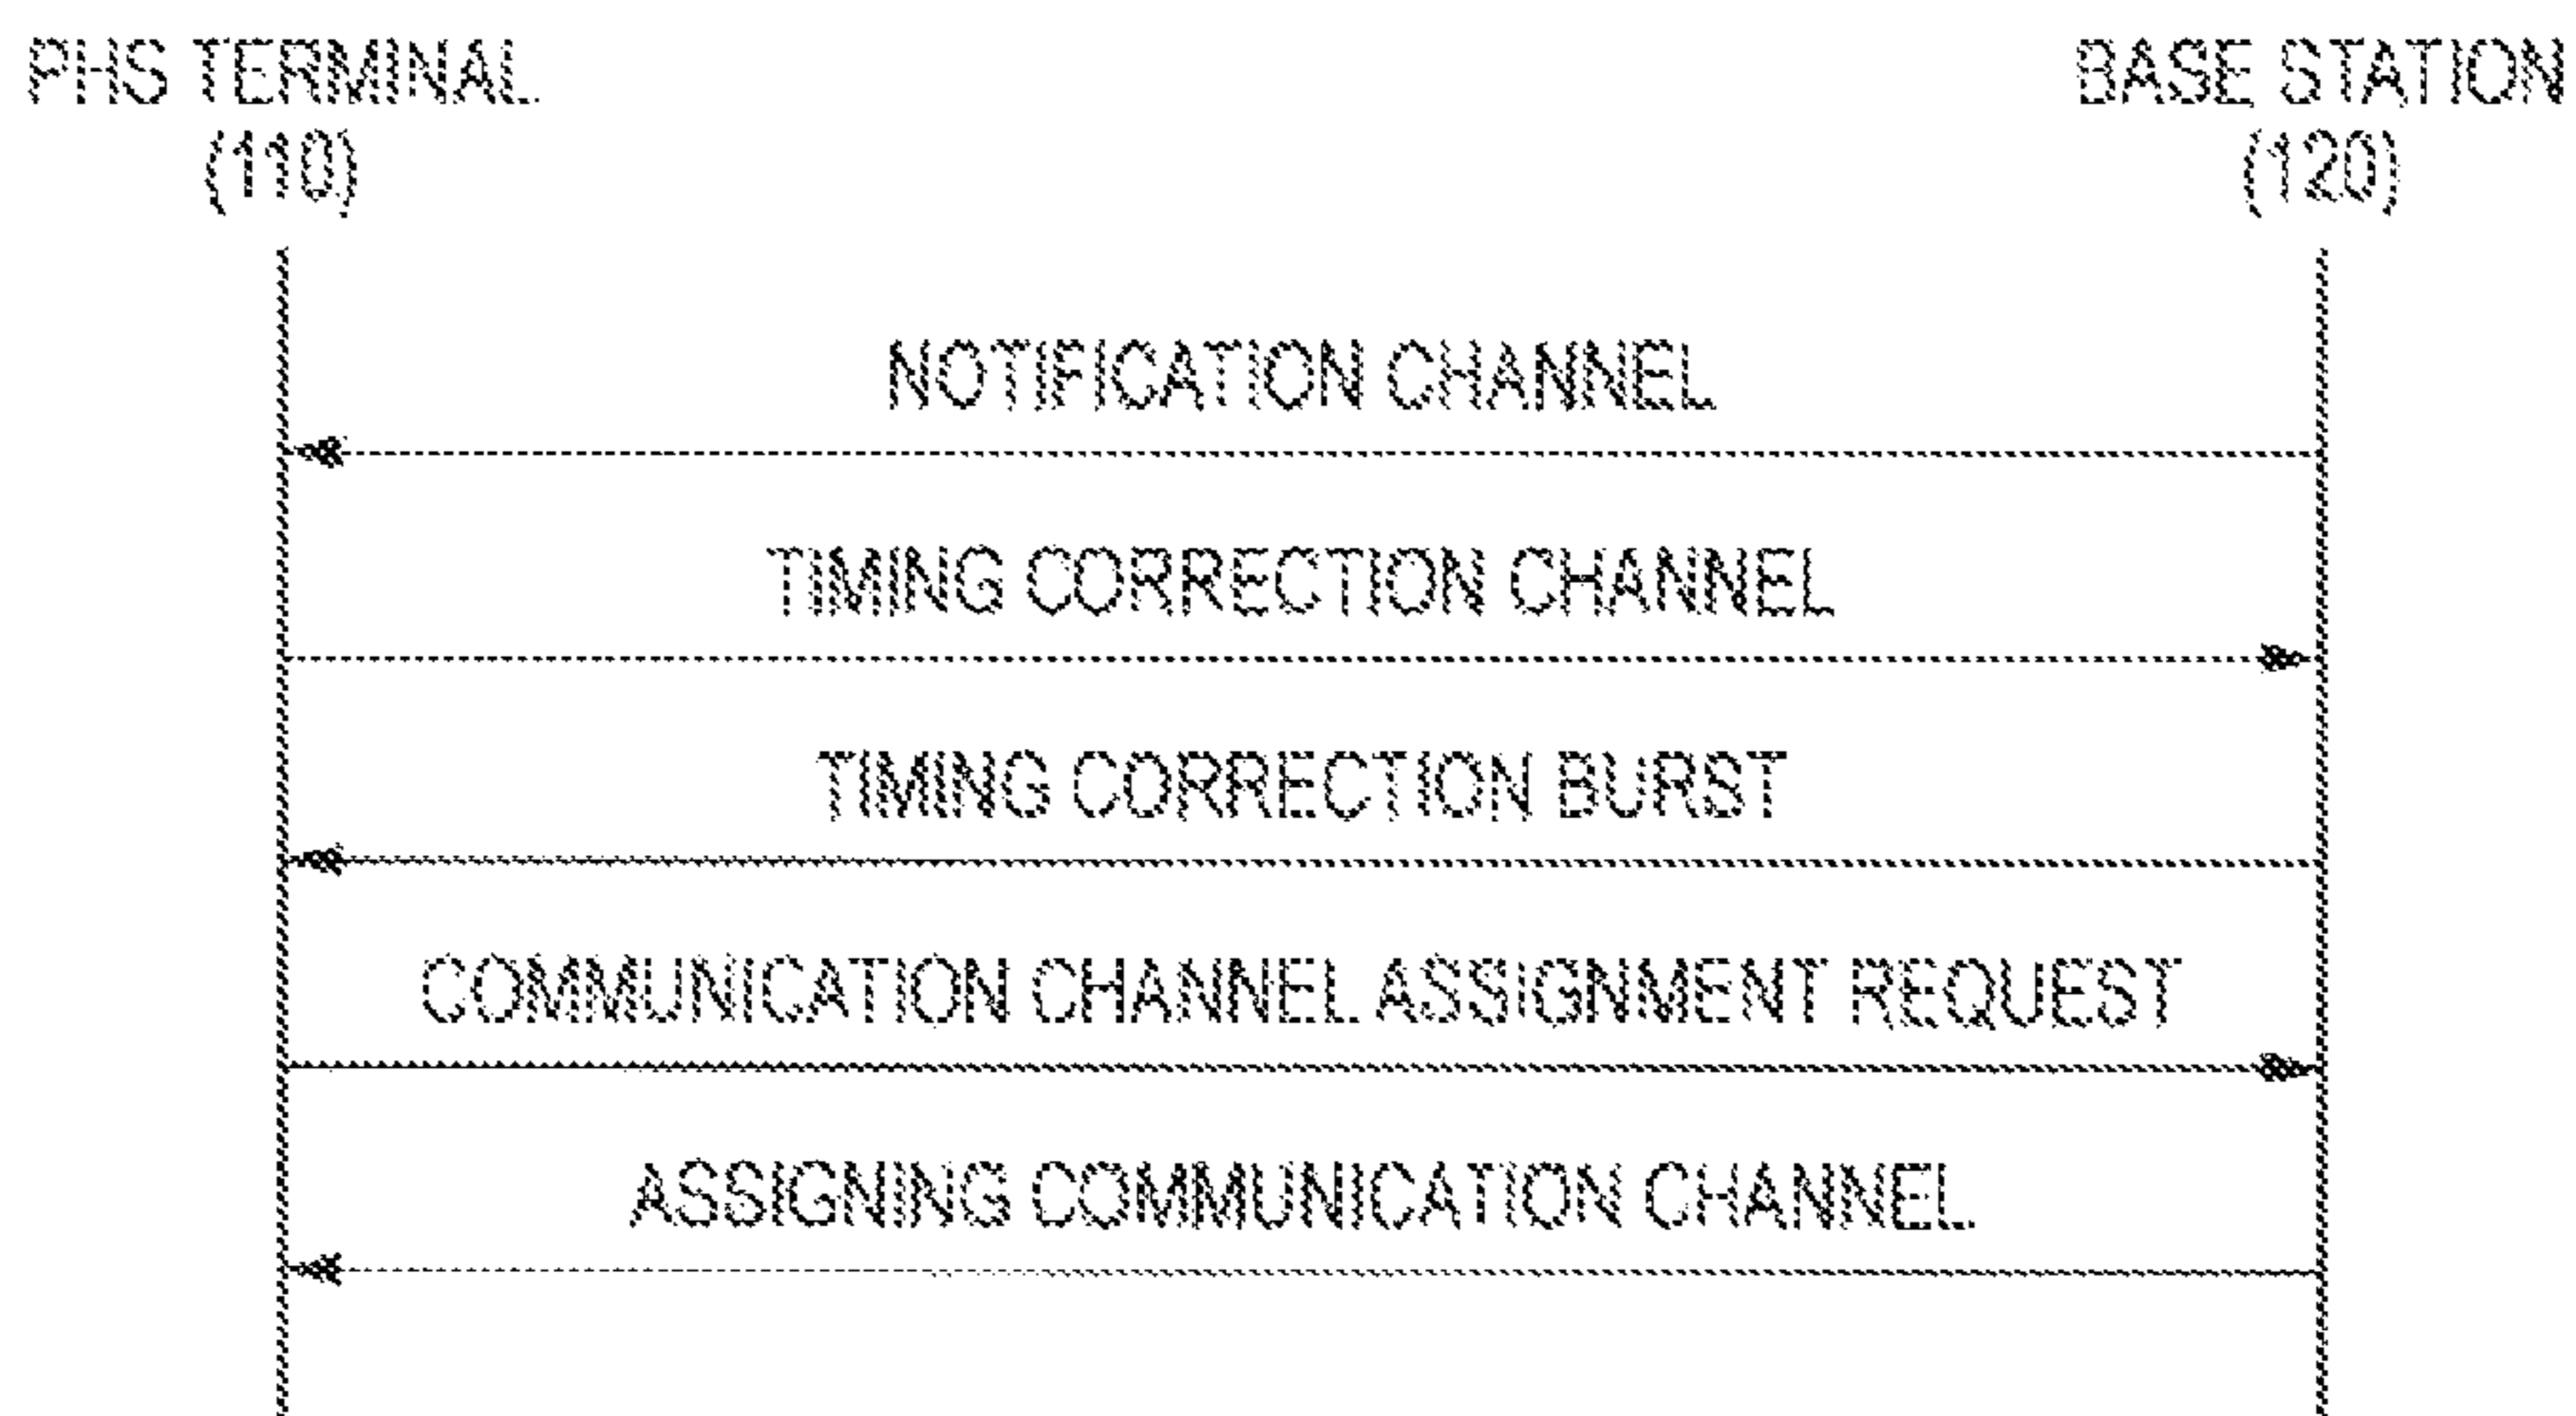 PHS TERMINAL
(110)
BASE STATION
(120)
NOTIFICATION CHANNEL
TIMING CORRECTION CHANNEL
TIMING CORRECTION BURST
COMMUNICATION CHANNEL ASSIGNMENT REQUEST
ASSIGNING COMMUNICATION CHANNEL